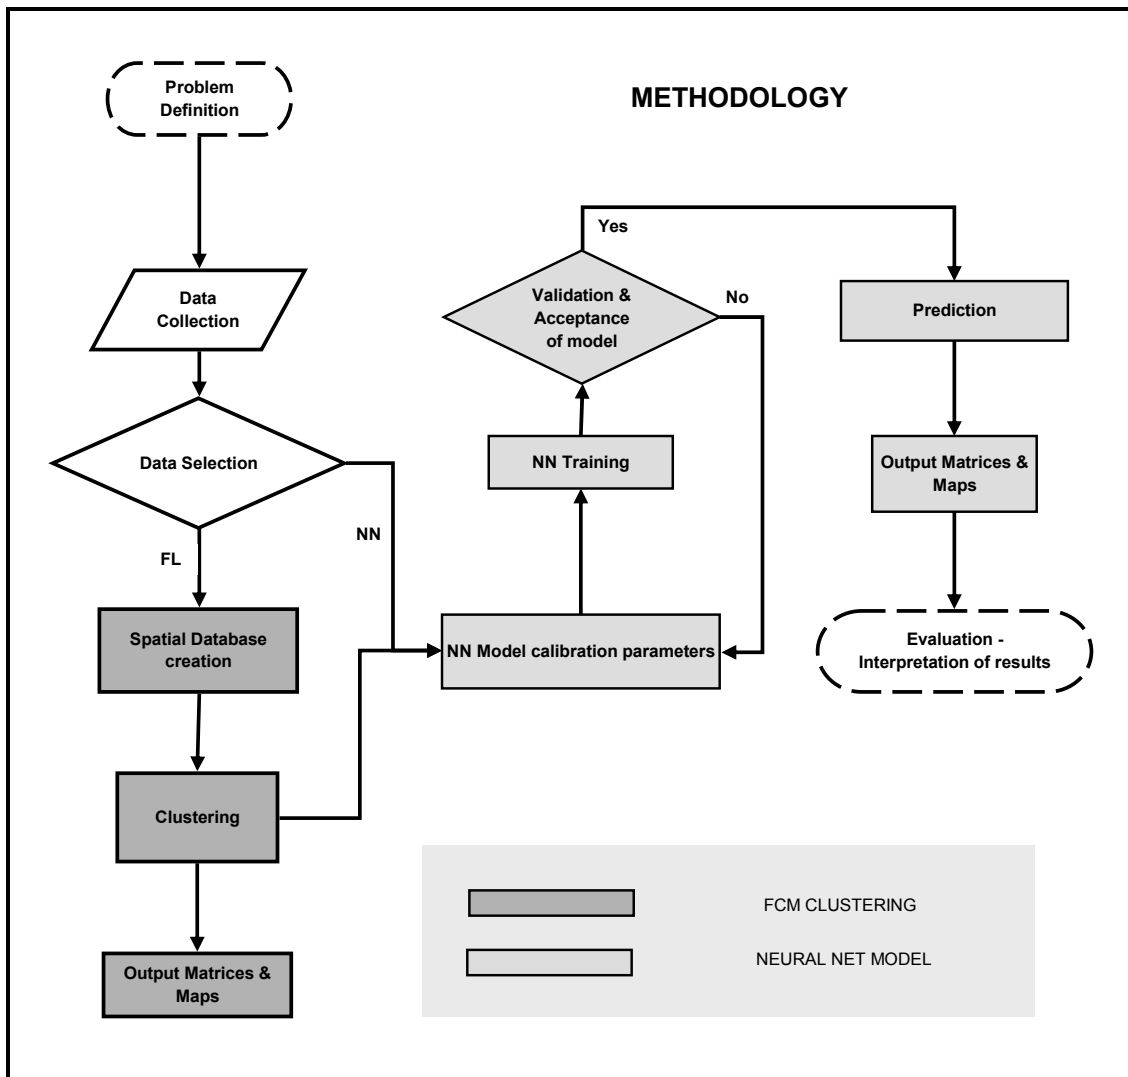 METHODOLOGY
Problem
Definition
Data
Collection
Data Selection
FL
NN
Spatial Database
creation
Clustering
Output Matrices &
Maps
NN Model calibration parameters
NN Training
Validation &
Acceptance
of model
Yes
No
Prediction
Output Matrices &
Maps
Evaluation -
Interpretation of results
FCM CLUSTERING
NEURAL NET MODEL